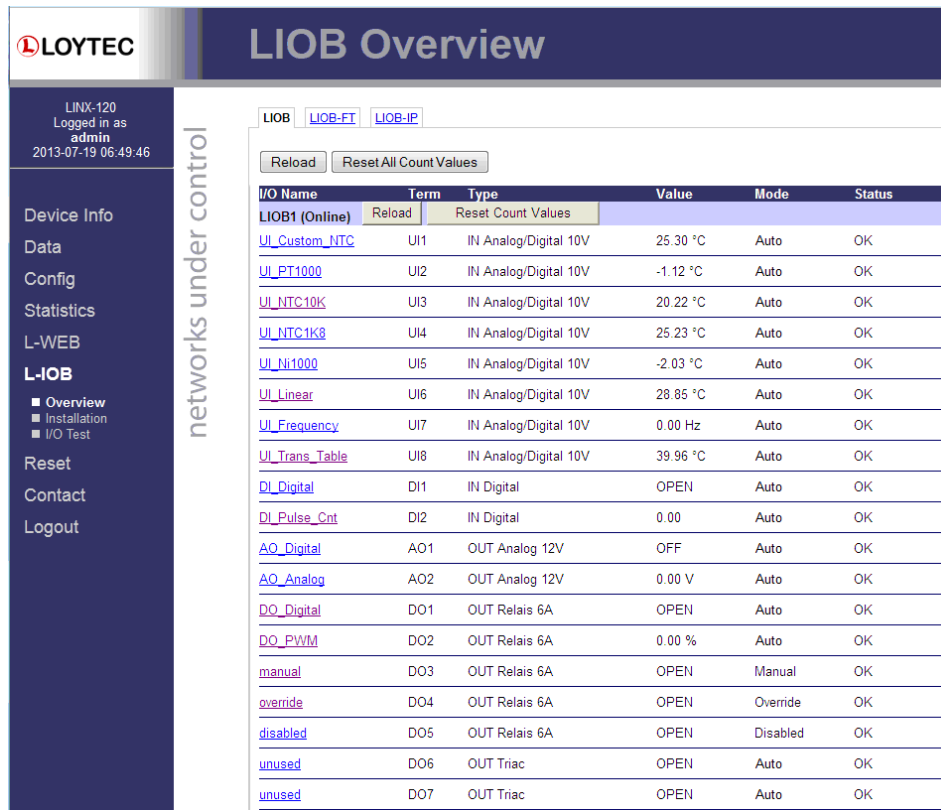 LOYTEC
LIOB Overview
LINX-120
Logged in as
admin
2013-07-19 06:49:46
Device Info
Data
Config
Statistics
L-WEB
L-IOB
Overview
Installation
I/O Test
Reset
Contact
Logout
networks under control
LIOB LIOB-FT LIOB-IP
Reload Reset All Count Values
I/O Name Term Type Value Mode Status
LIOB1 (Online) Reload Reset Count Values
UI_Custom_NTC UI1 IN Analog/Digital 10V 25.30 °C Auto OK
UI_PT1000 UI2 IN Analog/Digital 10V -1.12 °C Auto OK
UI_NTC10K UI3 IN Analog/Digital 10V 20.22 °C Auto OK
UI_NTC1K8 UI4 IN Analog/Digital 10V 25.23 °C Auto OK
UI_Ni1000 UI5 IN Analog/Digital 10V -2.03 °C Auto OK
UI_Linear UI6 IN Analog/Digital 10V 28.85 °C Auto OK
UI_Frequency UI7 IN Analog/Digital 10V 0.00 Hz Auto OK
UI_Trans_Table UI8 IN Analog/Digital 10V 39.96 °C Auto OK
DI_Digital DI1 IN Digital OPEN Auto OK
DI_Pulse_Cnt DI2 IN Digital 0.00 Auto OK
AO_Digital AO1 OUT Analog 12V OFF Auto OK
AO_Analog AO2 OUT Analog 12V 0.00 V Auto OK
DO_Digital DO1 OUT Relais 6A OPEN Auto OK
DO_PWM DO2 OUT Relais 6A 0.00 % Auto OK
manual DO3 OUT Relais 6A OPEN Manual OK
override DO4 OUT Relais 6A OPEN Override OK
disabled DO5 OUT Relais 6A OPEN Disabled OK
unused DO6 OUT Triac OPEN Auto OK
unused DO7 OUT Triac OPEN Auto OK